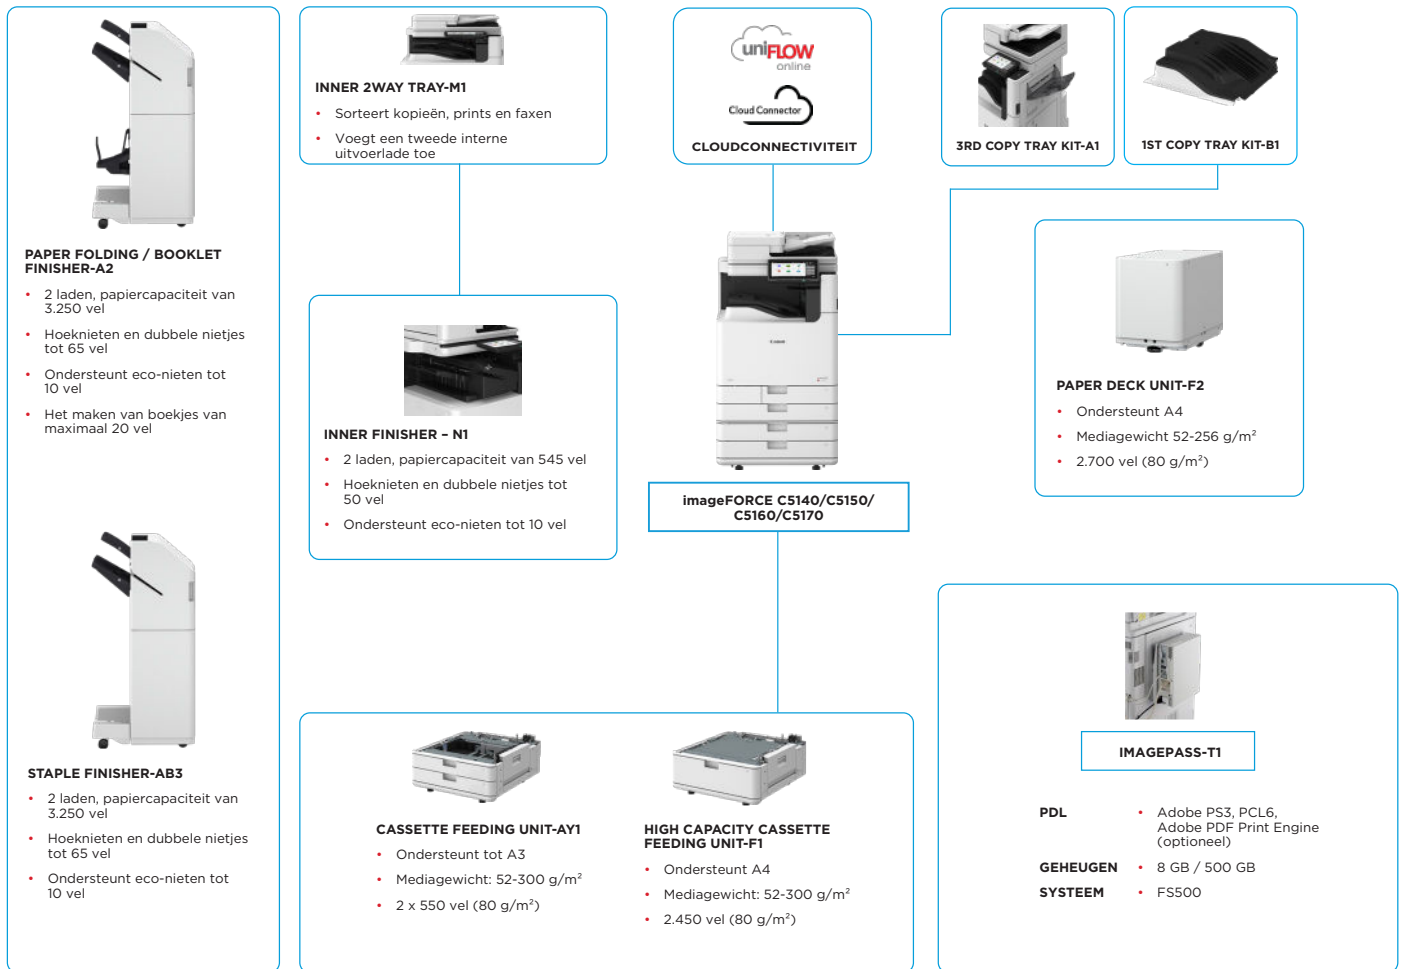 PAPER FOLDING / BOOKLET
FINISHER-A2
• 2 laden, papiercapaciteit van
3.250 vel
• Hoeknieten en dubbele nietjes
tot 65 vel
• Ondersteunt eco-nieten tot
10 vel
• Het maken van boekjes van
maximaal 20 vel
STAPLE FINISHER-AB3
• 2 laden, papiercapaciteit van
3.250 vel
• Hoeknieten en dubbele nietjes
tot 65 vel
• Ondersteunt eco-nieten tot
10 vel
INNER 2WAY TRAY-M1
• Sorteert kopieën, prints en faxen
• Voegt een tweede interne
uitvoerlade toe
INNER FINISHER – N1
• 2 laden, papiercapaciteit van 545 vel
• Hoeknieten en dubbele nietjes tot
50 vel
• Ondersteunt eco-nieten tot 10 vel
uniFLOW
online
Cloud Connector
CLOUDCONNECTIVITEIT
Canon
imageFORCE C5140/C5150/
C5160/C5170
3RD COPY TRAY KIT-A1
1ST COPY TRAY KIT-B1
PAPER DECK UNIT-F2
• Ondersteunt A4
• Mediagewicht 52-256 g/m²
• 2.700 vel (80 g/m²)
CASSETTE FEEDING UNIT-AY1
• Ondersteunt tot A3
• Mediagewicht: 52-300 g/m²
• 2 x 550 vel (80 g/m²)
HIGH CAPACITY CASSETTE
FEEDING UNIT-F1
• Ondersteunt A4
• Mediagewicht: 52-300 g/m²
• 2.450 vel (80 g/m²)
IMAGEPASS-T1
PDL • Adobe PS3, PCL6,
Adobe PDF Print Engine
(optioneel)
GEHEUGEN • 8 GB / 500 GB
SYSTEEM • FS500